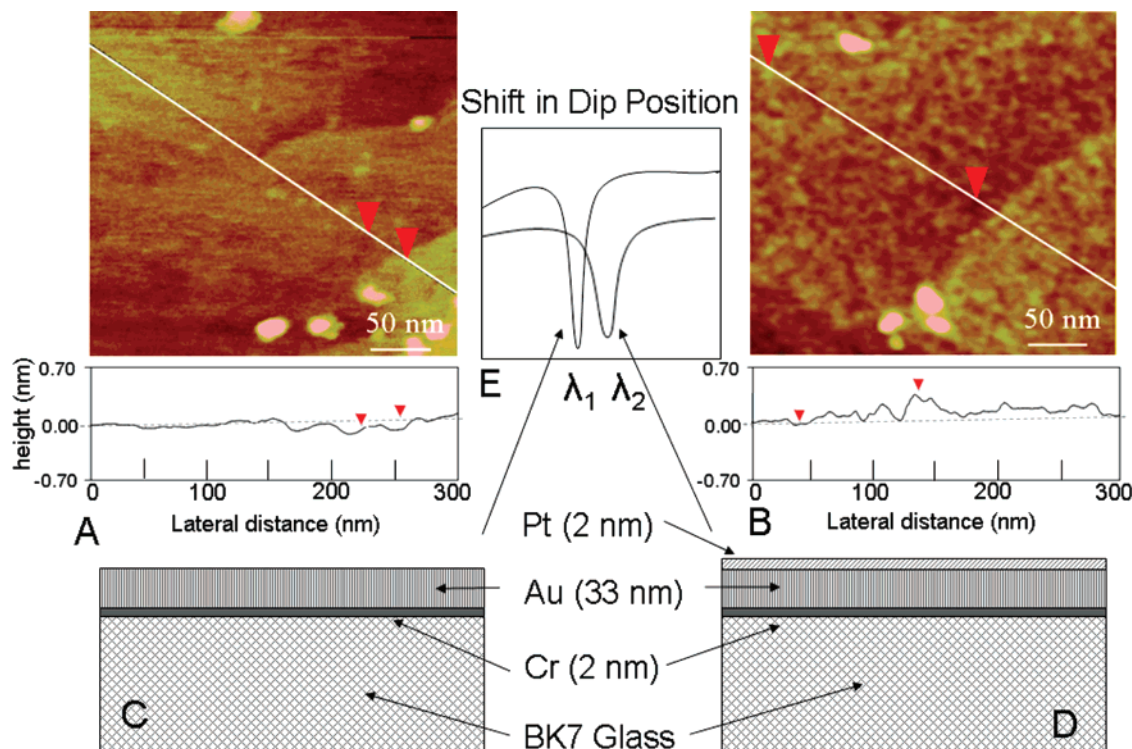 50 nm
Shift in Dip Position
50 nm
E
λ1
λ2
height (nm)
0.70
0.00
-0.70
0
100
200
300
Lateral distance (nm)
A
0.70
0.00
-0.70
0
100
200
300
Lateral distance (nm)
B
Pt (2 nm)
Au (33 nm)
Cr (2 nm)
BK7 Glass
C
D